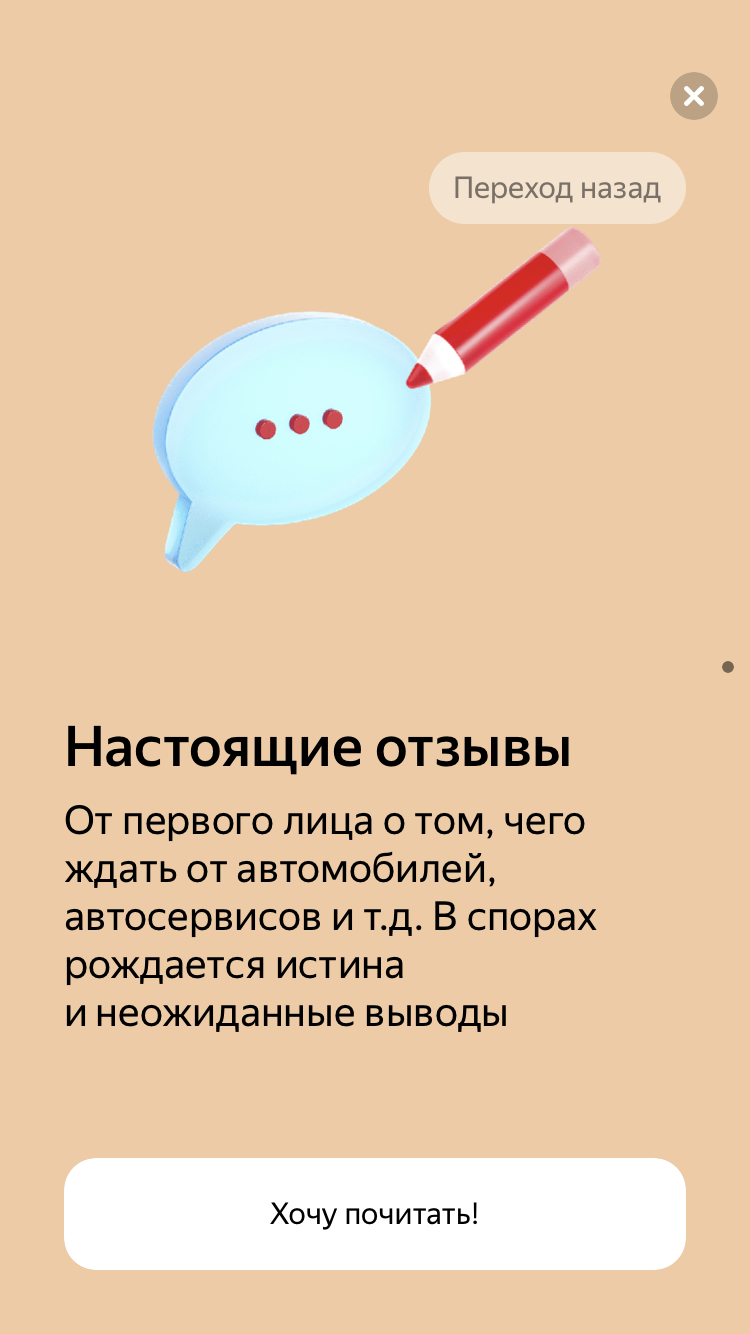 Переход назад
Настоящие отзывы
От первого лица о том, чего
ждать от автомобилей,
автосервисов и т.д. В спорах
рождается истина
и неожиданные выводы
Хочу почитать!